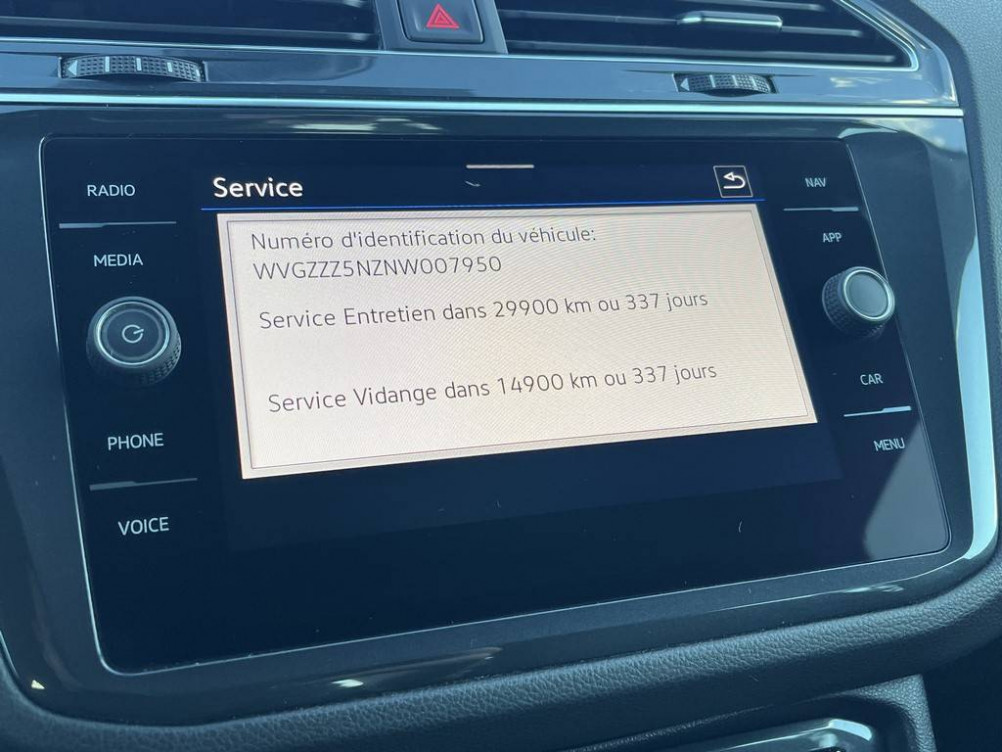 RADIO
Service
NAV
MEDIA
APP
Numéro d'identification du véhicule:
WVGZZZ5NZNW007950
Service Entretien dans 29900 km ou 337 jours
Service Vidange dans 14900 km ou 337 jours
CAR
PHONE
MENU
VOICE